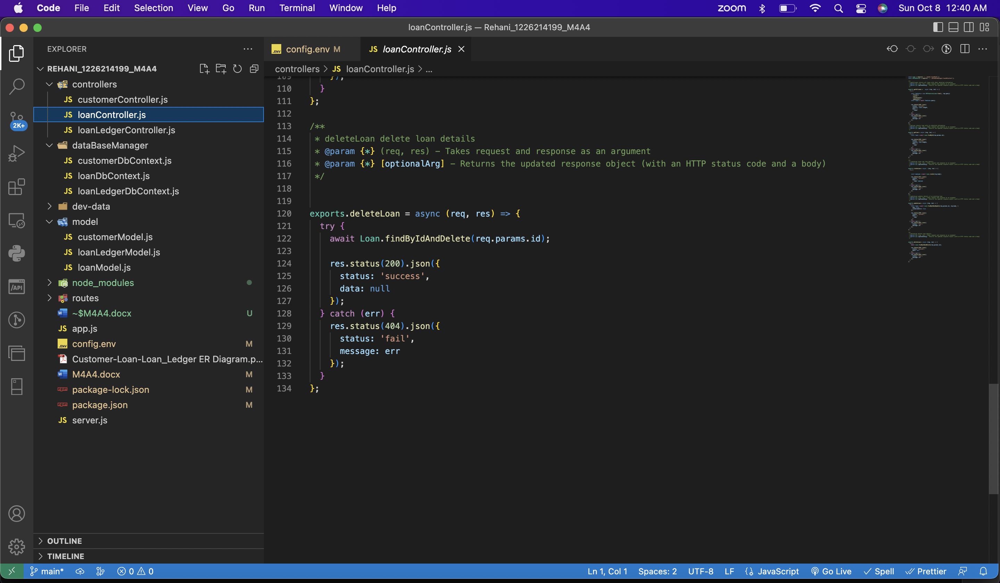 Code File Edit Selection View Go Run Terminal Window Help zoom Sun Oct 8 12:40 AM
loanController.js — Rehani_1226214199_M4A4
EXPLORER
REHANI_1226214199_M4A4
controllers
JS customerController.js
JS loanController.js
JS loanLedgerController.js
dataBaseManager
JS customerDbContext.js
JS loanDbContext.js
JS loanLedgerDbContext.js
dev-data
model
JS customerModel.js
JS loanLedgerModel.js
JS loanModel.js
node_modules
routes
~$M4A4.docx U
JS app.js
.ENV config.env M
Customer-Loan-Loan_Ledger ER Diagram.p...
M4A4.docx M
package-lock.json M
package.json M
JS server.js
OUTLINE
TIMELINE
2K+
/API
.ENV config.env M JS loanController.js
controllers > JS loanController.js > ...
109 });
110 }
111 };
112
113 /**
114 * deleteLoan delete loan details
115 * @param {*} (req, res) – Takes request and response as an argument
116 * @param {*} [optionalArg] – Returns the updated response object (with an HTTP status code and a body)
117 */
118
119
120 exports.deleteLoan = async (req, res) => {
121 try {
122 await Loan.findByIdAndDelete(req.params.id);
123
124 res.status(200).json({
125 status: 'success',
126 data: null
127 });
128 } catch (err) {
129 res.status(404).json({
130 status: 'fail',
131 message: err
132 });
133 }
134 };
main* 0 0 Ln 1, Col 1 Spaces: 2 UTF-8 LF JavaScript Go Live Spell Prettier